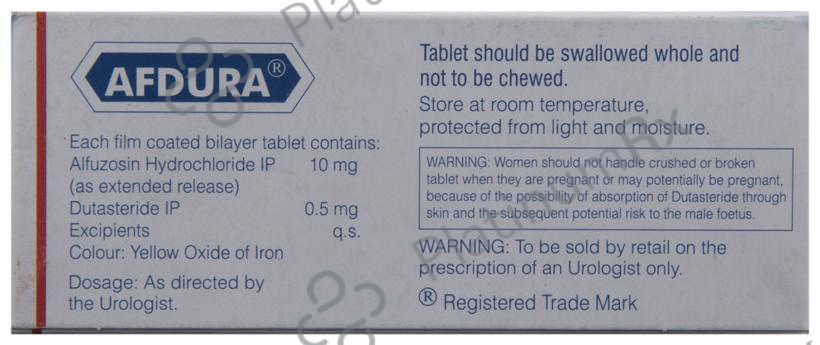 AFDURA®
Each film coated bilayer tablet contains:
Alfuzosin Hydrochloride IP 10 mg
(as extended release)
Dutasteride IP 0.5 mg
Excipients q.s.
Colour: Yellow Oxide of Iron
Dosage: As directed by
the Urologist.
Tablet should be swallowed whole and
not to be chewed.
Store at room temperature,
protected from light and moisture.
WARNING: Women should not handle crushed or broken
tablet when they are pregnant or may potentially be pregnant,
because of the possibility of absorption of Dutasteride through
skin and the subsequent potential risk to the male foetus.
WARNING: To be sold by retail on the
prescription of an Urologist only.
® Registered Trade Mark
PlatinumRx